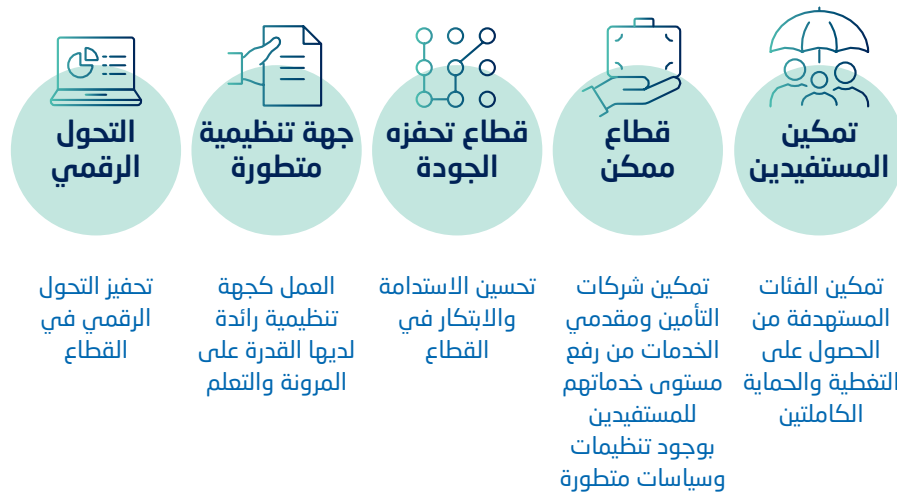 تمكين
المستفيدين
تمكين الفئات
المستهدفة من
الحصول على
التغطية والحماية
الكاملتين
قطاع
ممكن
تمكين شركات
التأمين ومقدمي
الخدمات من رفع
مستوى خدماتهم
للمستفيدين
بوجود تنظيمات
وسياسات متطورة
قطاع تحفزه
الجودة
تحسين الاستدامة
والابتكار في
القطاع
جهة تنظيمية
متطورة
العمل كجهة
تنظيمية رائدة
لديها القدرة على
المرونة والتعلم
التحول
الرقمي
تحفيز التحول
الرقمي في
القطاع